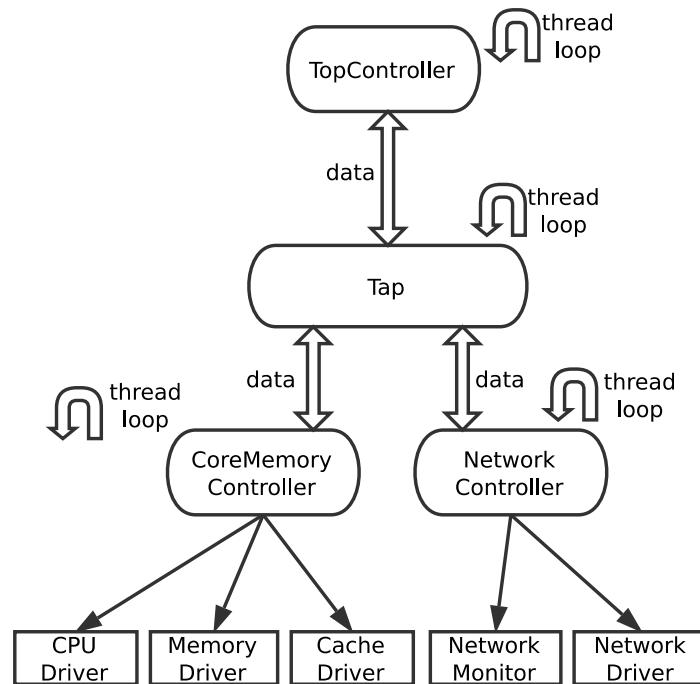 thread
loop
TopController
data
thread
loop
Tap
data
data
thread
loop
thread
loop
CoreMemory
Controller
Network
Controller
CPU
Driver
Memory
Driver
Cache
Driver
Network
Monitor
Network
Driver